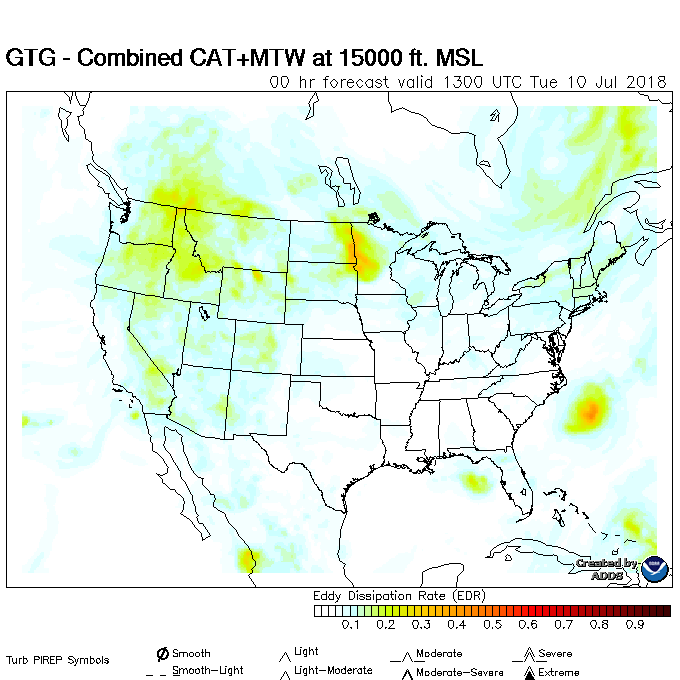 GTG - Combined CAT+MTW at 15000 ft. MSL
00 hr forecast valid 1300 UTC Tue 10 Jul 2018
Created by
ADDS
Eddy Dissipation Rate (EDR)
0.1 0.2 0.3 0.4 0.5 0.6 0.7 0.8 0.9
Turb PIREP Symbols
Smooth Light Moderate Severe
Smooth-Light Light-Moderate Moderate-Severe Extreme